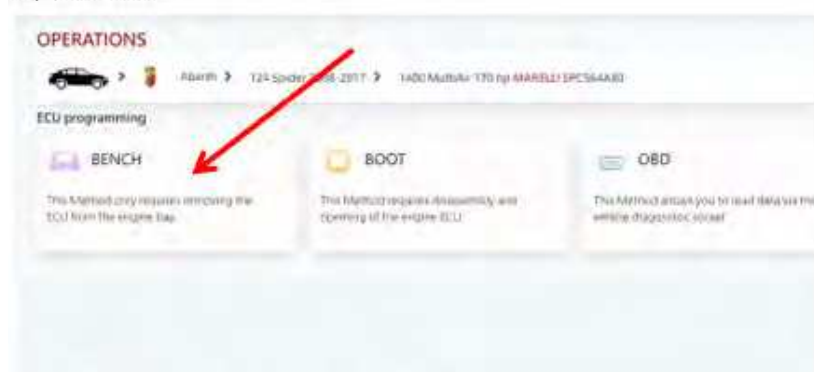 OPERATIONS
Abarth > 124 Spider 2017 > 1400 MultiAir 170 hp MARELLI
ECU programming
BENCH
BOOT
OBD
This Method only requires removing the
ECU from the engine bay
This Method requires disassembly and
opening of the engine ECU
This Method allows you to read data via the
vehicle diagnostic socket